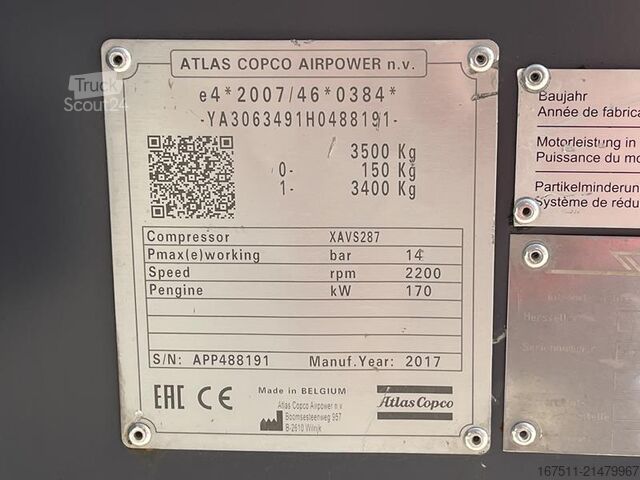 ATLAS COPCO AIRPOWER n.v.
e4*2007/46*0384*
-YA3063491H0488191-
3500 Kg
0- 150 Kg
1- 3400 Kg
Compressor XAVS287
Pmax(e)working bar 14
Speed rpm 2200
Pengine kW 170
S/N: APP488191 Manuf.Year: 2017
EAC CE Made in BELGIUM
Atlas Copco Airpower n.v.
Boomsesteenweg 957
B-2610 Wilrijk
Atlas Copco
Baujahr
Année de fabrica
Motorleistung in
Puissance du mo
Partikelminderun
Système de rédu
Truck
Scout24
167511-21479967